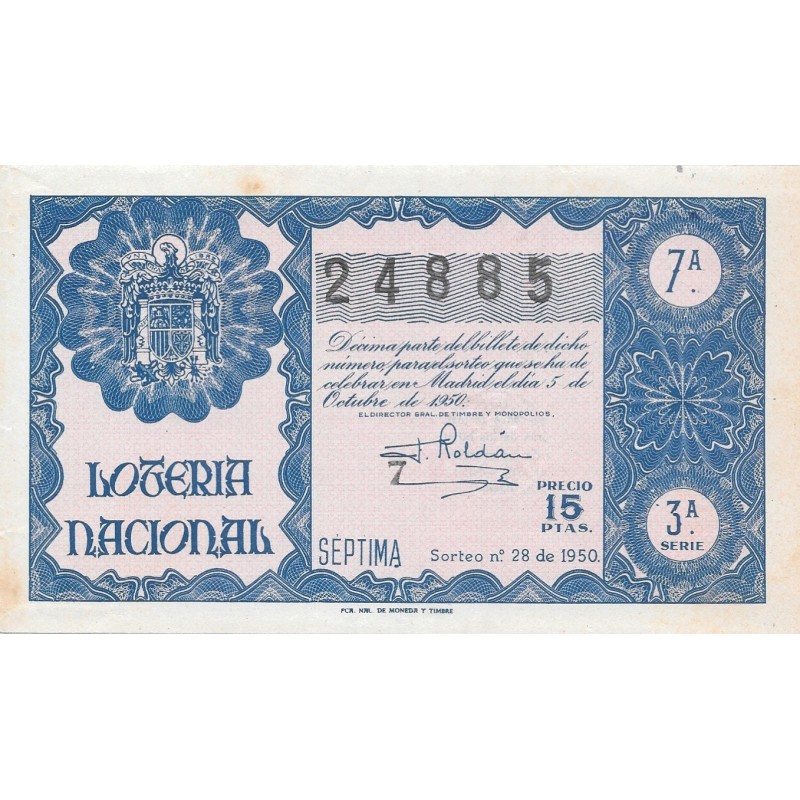 24885
7ª.
Décima parte del billete de dicho
número para el sorteo que se ha de
celebrar en Madrid el día 5 de
Octubre de 1950.
EL DIRECTOR GRAL. DE TIMBRE Y MONOPOLIOS,
F. Roldán
7
LOTERIA
NACIONAL
PRECIO
15
PTAS.
3ª.
SERIE
SÉPTIMA
Sorteo nº. 28 de 1950.
FCA. NAL. DE MONEDA Y TIMBRE